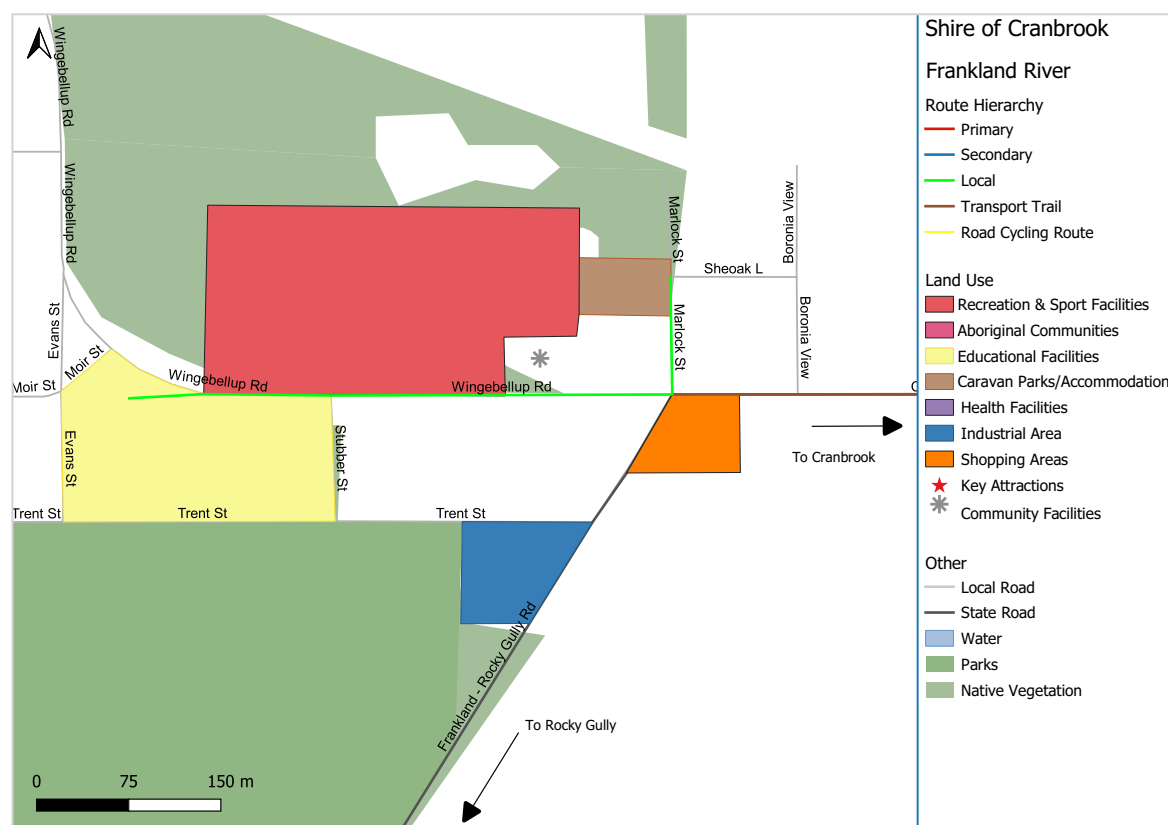 Shire of Cranbrook
Frankland River
Route Hierarchy
Primary
Secondary
Local
Transport Trail
Road Cycling Route
Land Use
Recreation & Sport Facilities
Aboriginal Communities
Educational Facilities
Caravan Parks/Accommodation
Health Facilities
Industrial Area
Shopping Areas
Key Attractions
Community Facilities
Other
Local Road
State Road
Water
Parks
Native Vegetation
Wingebellup Rd
Wingebellup Rd
Evans St
Moir St
Moir St
Wingebellup Rd
Wingebellup Rd
Evans St
Stubber St
Trent St
Trent St
Trent St
Marlock St
Marlock St
Sheoak L
Boronia View
Boronia View
To Cranbrook
Frankland - Rocky Gully Rd
To Rocky Gully
0 75 150 m